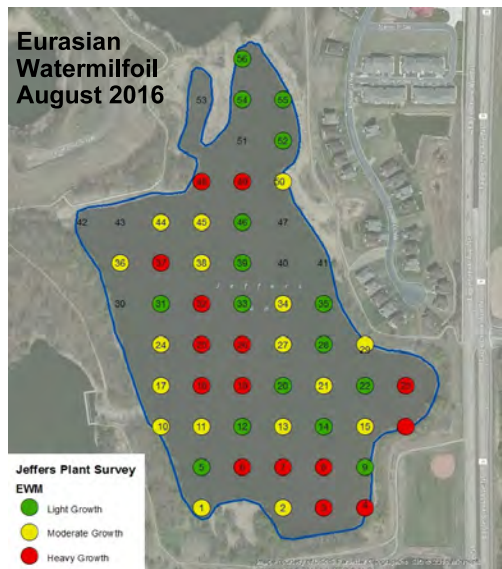 Eurasian
Watermilfoil
August 2016
56
53 54 55
51 52
48 49 50
42 43 44 45 46 47
36 37 38 39 40 41
Jeffers
30 31 32 33 34 35
24 25 26 27 28 29
17 18 19 20 21 22 23
10 11 12 13 14 15
5 6 7 8 9
1 2 3 4
Jeffers Plant Survey
EWM
Light Growth
Moderate Growth
Heavy Growth